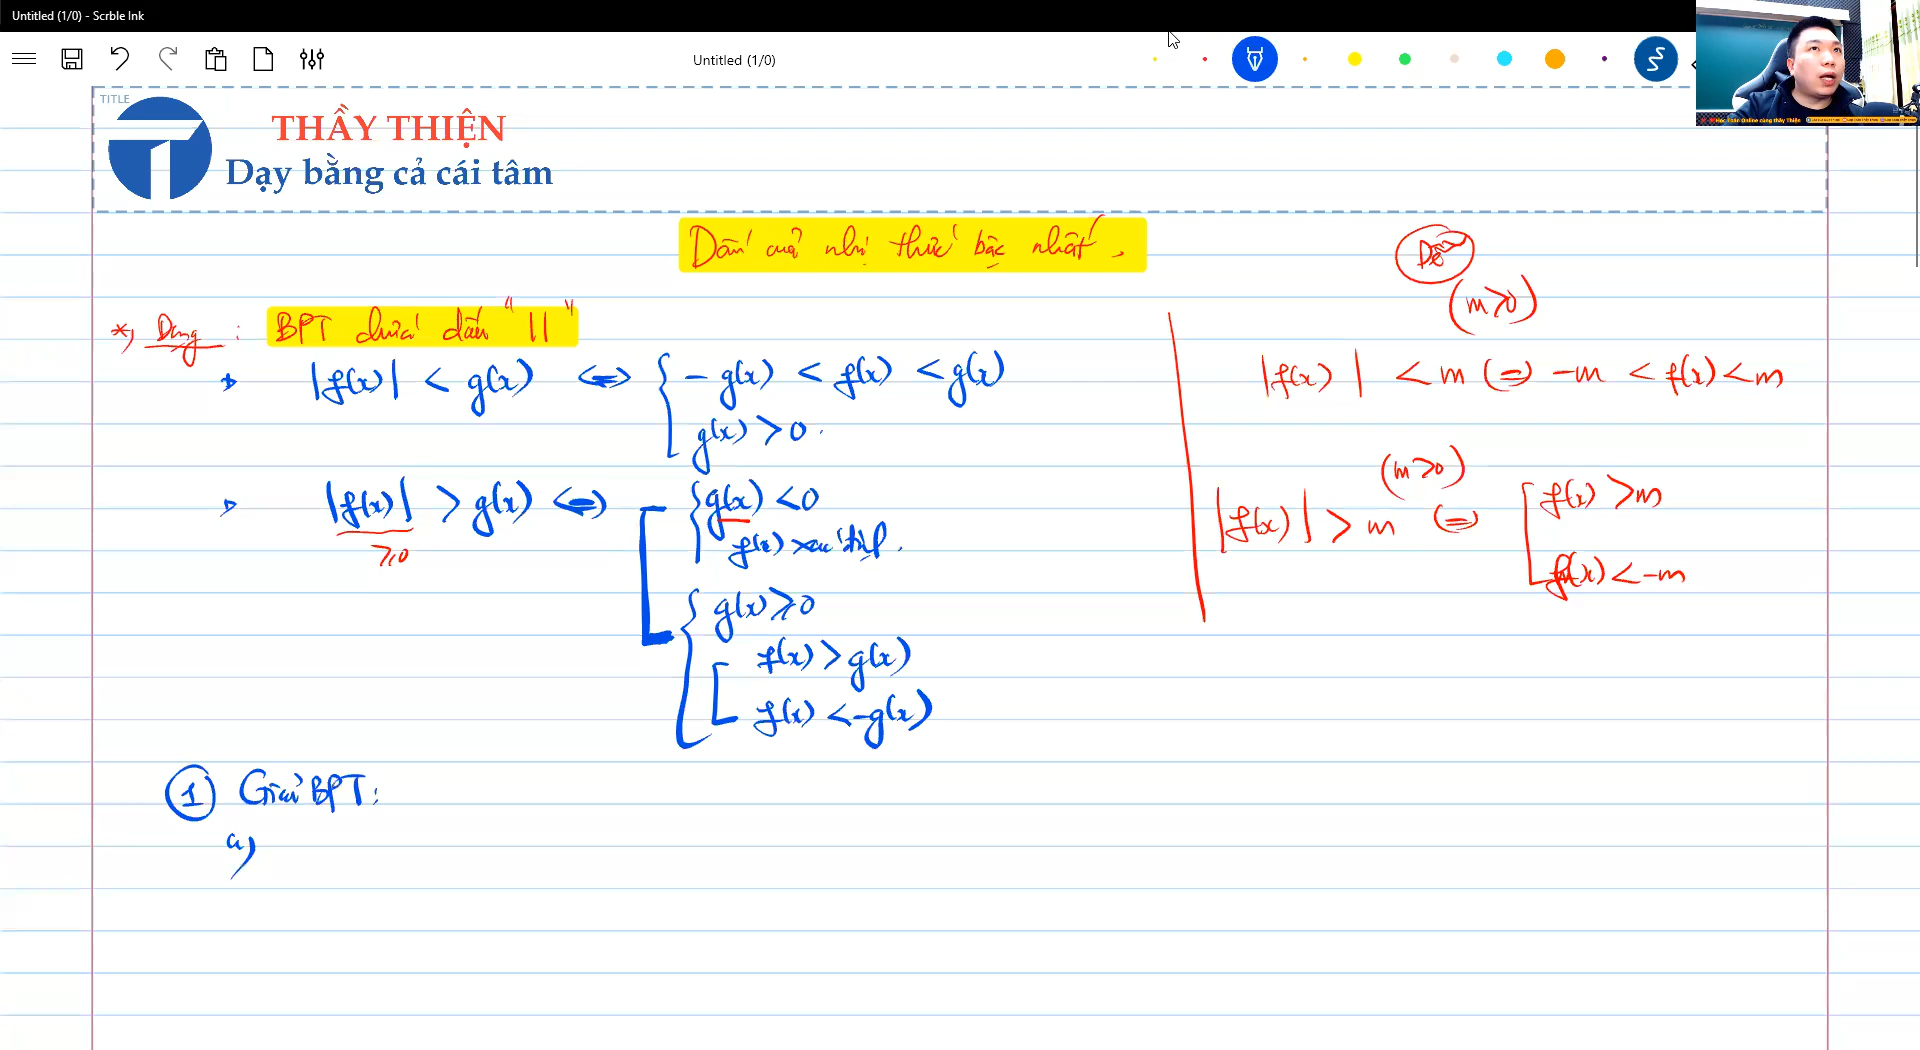 Untitled (1/0) - Scrble Ink
Untitled (1/0)
TITLE
THẦY THIỆN
Dạy bằng cả cái tâm
Dấu của nhị thức bậc nhất.
Dễ
(m≥0)
*) Dạng : BPT chứa dấu "| |"
|f(x)| < g(x) ⇔ { - g(x) < f(x) < g(x)
g(x) > 0.
|f(x)| < m ⇔ -m < f(x) < m
(m≥0)
|f(x)| > g(x) ⇔ [ { g(x) < 0
≥0
f(x) xác định.
{ g(x) ≥ 0
[ f(x) > g(x)
f(x) < -g(x)
|f(x)| > m ⇔ [ f(x) > m
f(x) < -m
1 Giải BPT:
a)